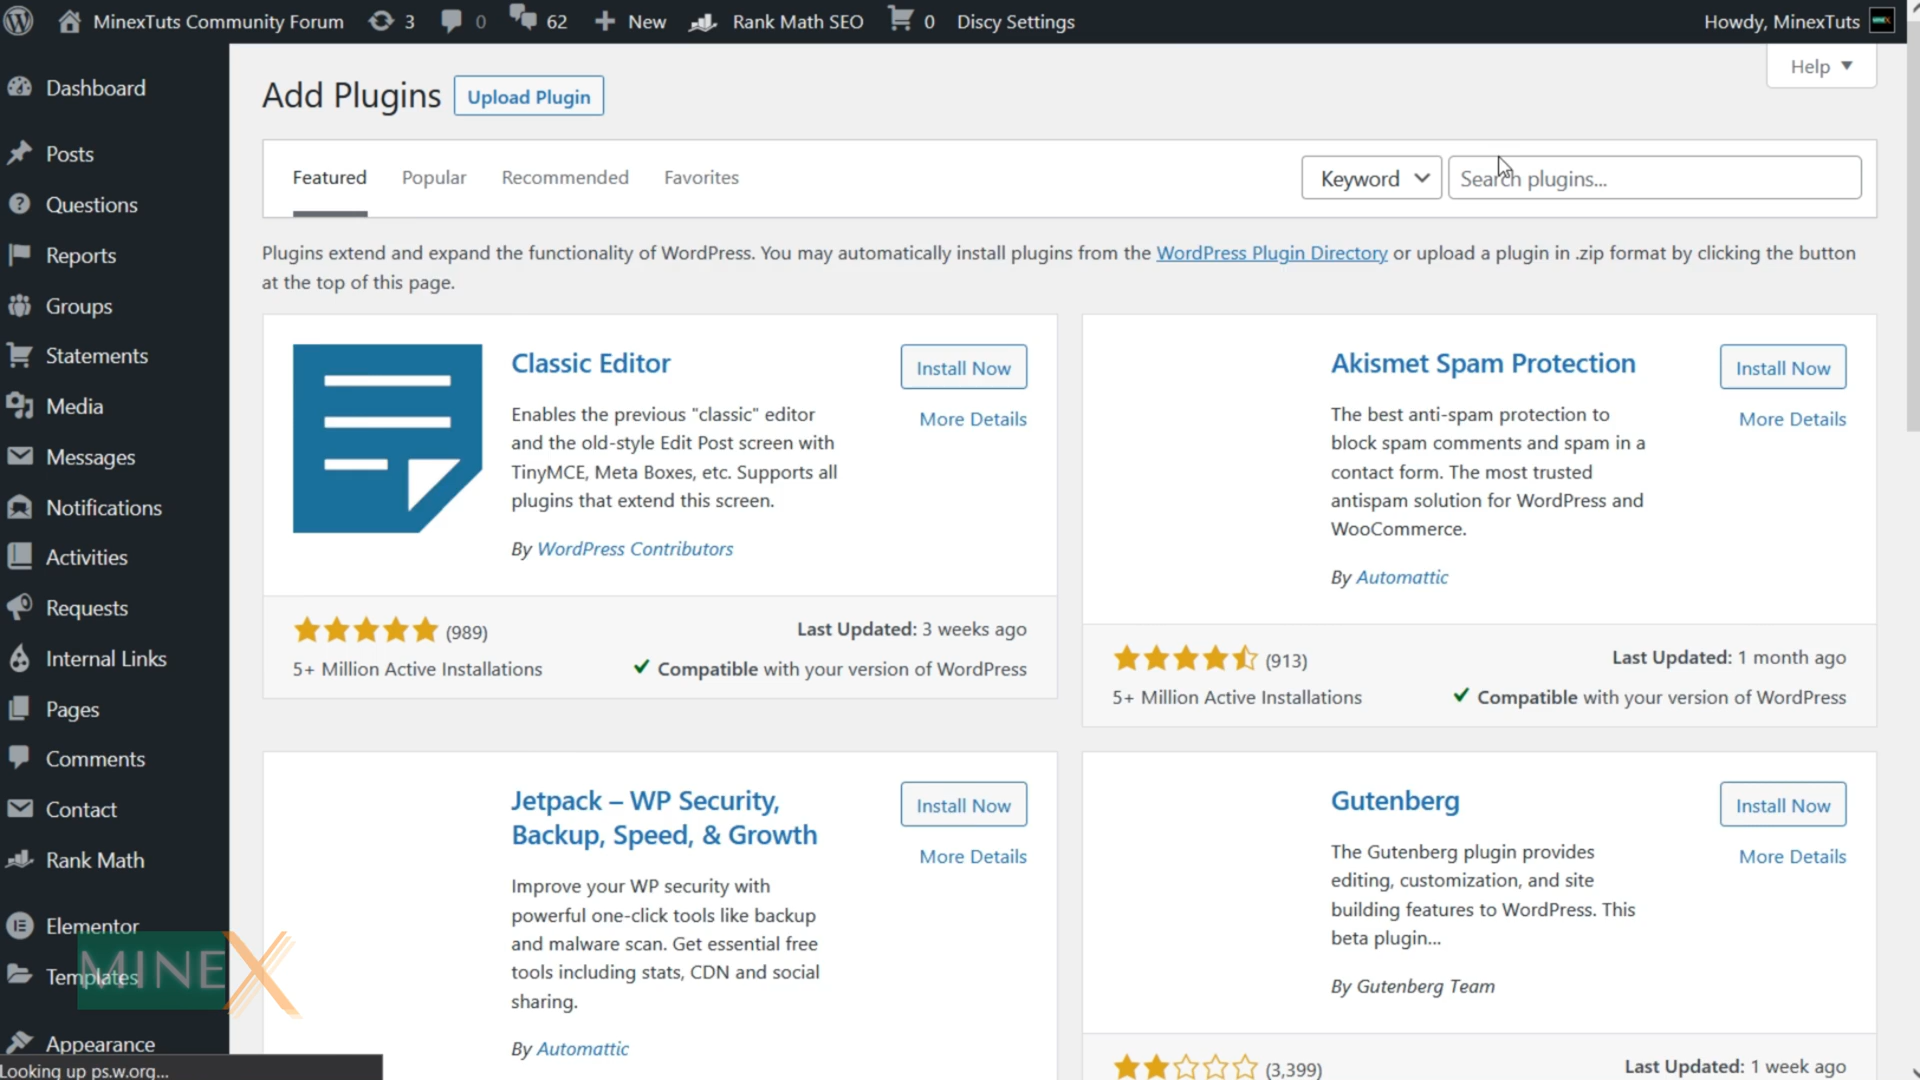 MinexTuts Community Forum 3 0 62 New Rank Math SEO 0 Discy Settings Howdy, MinexTuts
Help
Dashboard
Posts
Questions
Reports
Groups
Statements
Media
Messages
Notifications
Activities
Requests
Internal Links
Pages
Comments
Contact
Rank Math
Elementor
Templates
Appearance
MINEX
Looking up ps.w.org...
Add Plugins Upload Plugin
Featured Popular Recommended Favorites Keyword Search plugins...
Plugins extend and expand the functionality of WordPress. You may automatically install plugins from the WordPress Plugin Directory or upload a plugin in .zip format by clicking the button
at the top of this page.
Classic Editor
Install Now
More Details
Enables the previous "classic" editor
and the old-style Edit Post screen with
TinyMCE, Meta Boxes, etc. Supports all
plugins that extend this screen.
By WordPress Contributors
(989)
Last Updated: 3 weeks ago
5+ Million Active Installations
Compatible with your version of WordPress
Akismet Spam Protection
Install Now
More Details
The best anti-spam protection to
block spam comments and spam in a
contact form. The most trusted
antispam solution for WordPress and
WooCommerce.
By Automattic
(913)
Last Updated: 1 month ago
5+ Million Active Installations
Compatible with your version of WordPress
Jetpack – WP Security,
Backup, Speed, & Growth
Install Now
More Details
Improve your WP security with
powerful one-click tools like backup
and malware scan. Get essential free
tools including stats, CDN and social
sharing.
By Automattic
Gutenberg
Install Now
More Details
The Gutenberg plugin provides
editing, customization, and site
building features to WordPress. This
beta plugin...
By Gutenberg Team
(3,399)
Last Updated: 1 week ago